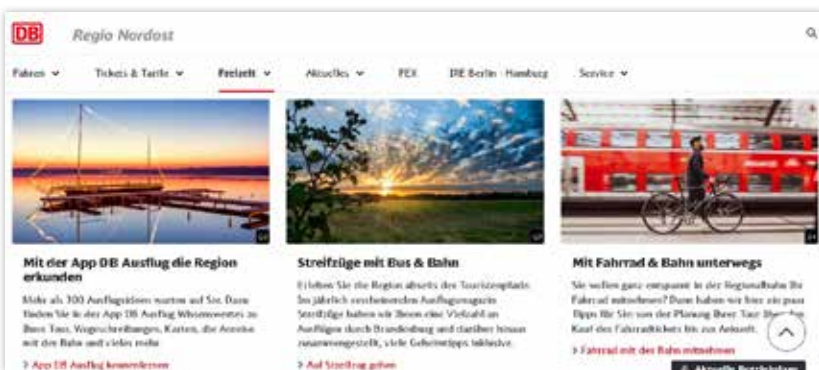 DB Regio Nordost
Fahren Tickets & Tarife Freizeit Aktuelles PEX IRE Berlin - Hamburg Service
Mit der App DB Ausflug die Region
erkunden
Mehr als 300 Ausflugsideen warten auf Sie. Dazu
finden Sie in der App DB Ausflug Wissenswertes zu
Ihrer Tour, Wegbeschreibungen, Karten, die Anreise
mit der Bahn und vieles mehr.
App DB Ausflug kennenlernen
Streifzüge mit Bus & Bahn
Erleben Sie die Region abseits der Touristenpfade.
Im jährlich erscheinenden Ausflugsmagazin
Streifzüge haben wir Ihnen eine Vielzahl an
Ausflügen durch Brandenburg und darüber hinaus
zusammengestellt, viele Geheimtipps inklusive.
Auf Streifzug gehen
Mit Fahrrad & Bahn unterwegs
Sie wollen ganz entspannt in der Regionalbahn Ihr
Fahrrad mitnehmen? Dann haben wir hier ein paar
Tipps für Sie: von der Planung Ihrer Tour über den
Kauf des Fahrradtickets bis zur Ankunft.
Fahrrad mit der Bahn mitnehmen
Aktuelle